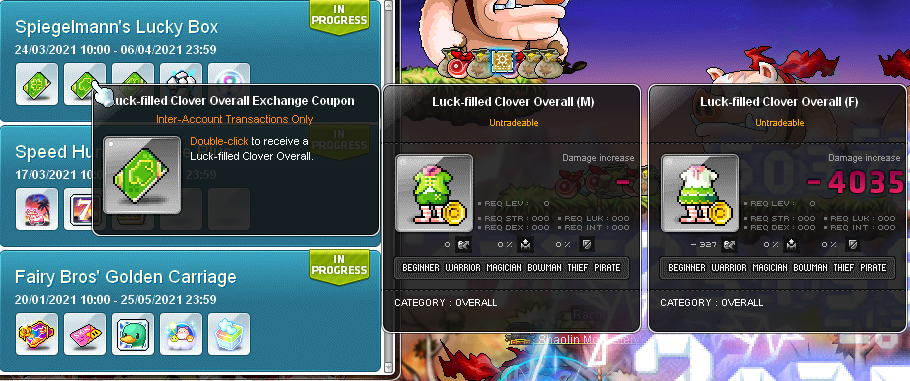 Spiegelmann's Lucky Box
IN PROGRESS
24/03/2021 10:00 - 06/04/2021 23:59
Luck-filled Clover Overall Exchange Coupon
Inter-Account Transactions Only
Double-click to receive a
Luck-filled Clover Overall.
Speed Hu
17/03
Fairy Bros' Golden Carriage
IN PROGRESS
20/01/2021 10:00 - 25/05/2021 23:59
Luck-filled Clover Overall (M)
Untradeable
Damage increase
-
REQ LEV : 0
REQ STR : 000 REQ LUK : 000
REQ DEX : 000 REQ INT : 000
0 0 % 0 %
BEGINNER WARRIOR MAGICIAN BOWMAN THIEF PIRATE
CATEGORY : OVERALL
Luck-filled Clover Overall (F)
Untradeable
Damage increase
-4035
REQ LEV : 0
REQ STR : 000 REQ LUK : 000
REQ DEX : 000 REQ INT : 000
- 327 0 % 0 %
BEGINNER WARRIOR MAGICIAN BOWMAN THIEF PIRATE
CATEGORY : OVERALL
Shaolin Monastery